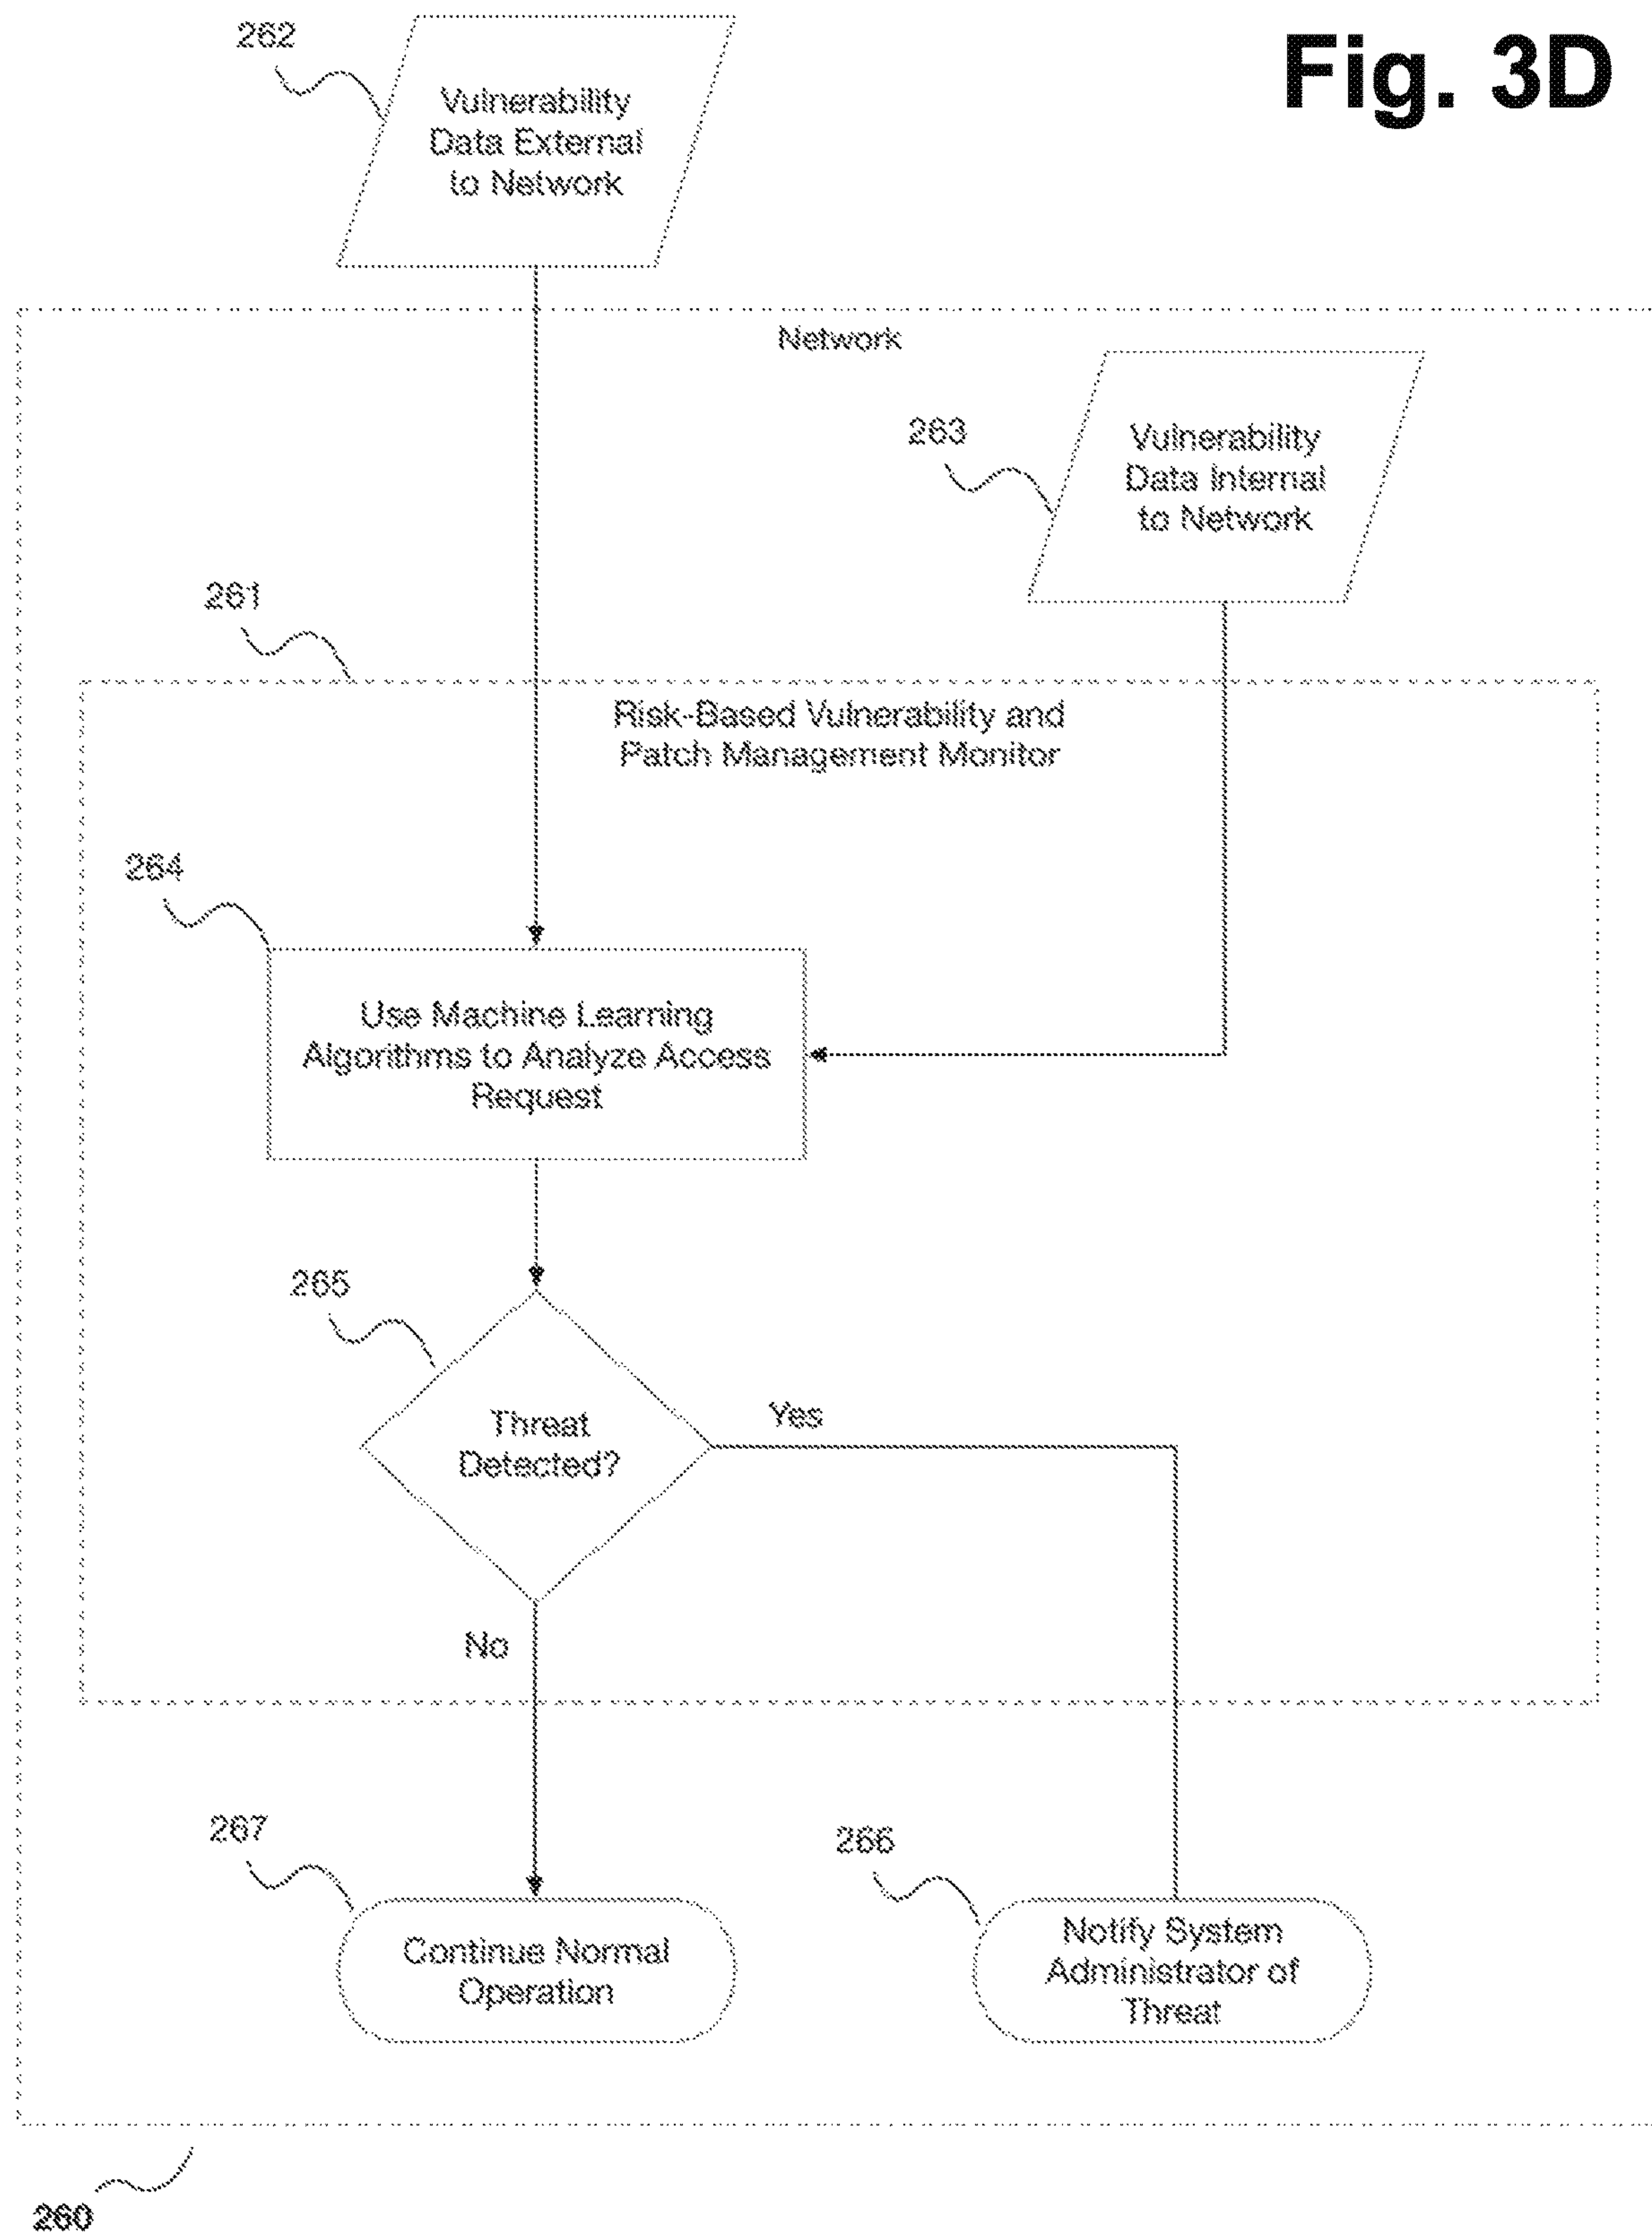 Fig. 3D
262
Vulnerability
Data External
to Network
Network
263
Vulnerability
Data Internal
to Network
261
Risk-Based Vulnerability and
Patch Management Monitor
264
Use Machine Learning
Algorithms to Analyze Access
Request
265
Threat
Detected?
Yes
No
267
Continue Normal
Operation
266
Notify System
Administrator of
Threat
260